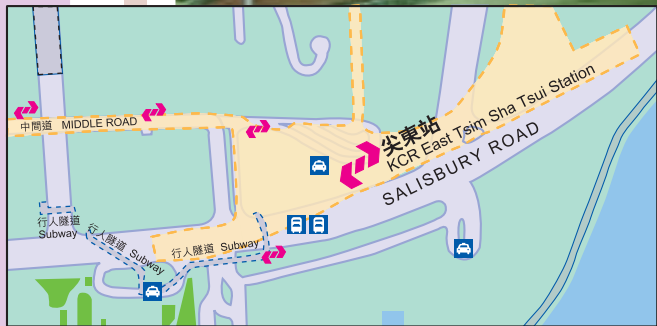 尖東站
KCR East Tsim Sha Tsui Station
中間道 MIDDLE ROAD
SALISBURY ROAD
行人隧道
Subway
行人隧道 Subway
行人隧道 Subway